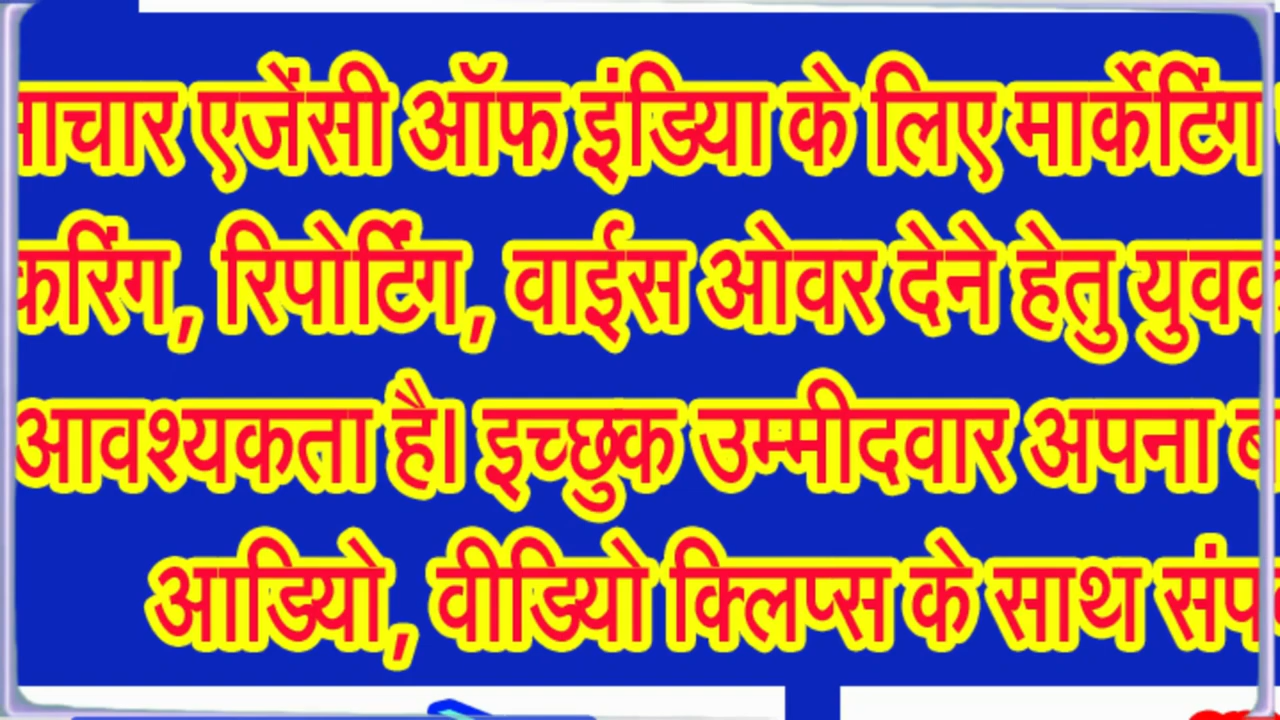 ाचार एजेंसी ऑफ इंडिया के लिए मार्केटिंग
करिंग, रिपोर्टिंग, वाईस ओवर देने हेतु युवक
आवश्यकता है। इच्छुक उम्मीदवार अपना
आडियो, वीडियो क्लिप्स के साथ संप